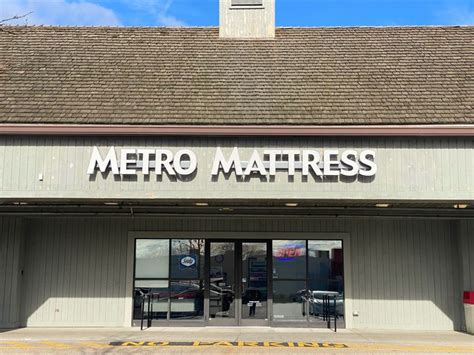 METRO MATTRESS
NO PARKING